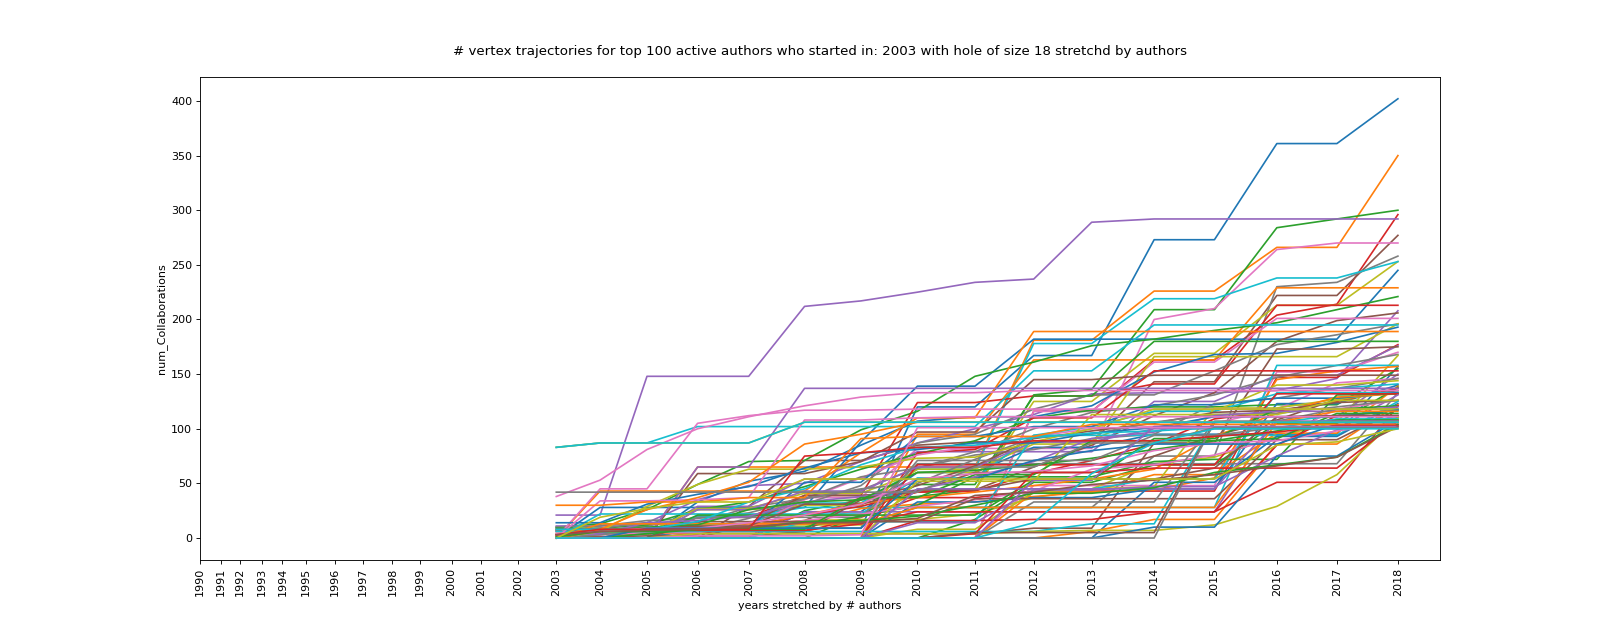 # vertex trajectories for top 100 active authors who started in: 2003 with hole of size 18 stretchd by authors
num_Collaborations
400
350
300
250
200
150
100
50
0
1990 1991 1992 1993 1994 1995 1996 1997 1998 1999 2000 2001 2002 2003 2004 2005 2006 2007 2008 2009 2010 2011 2012 2013 2014 2015 2016 2017 2018
years stretched by # authors